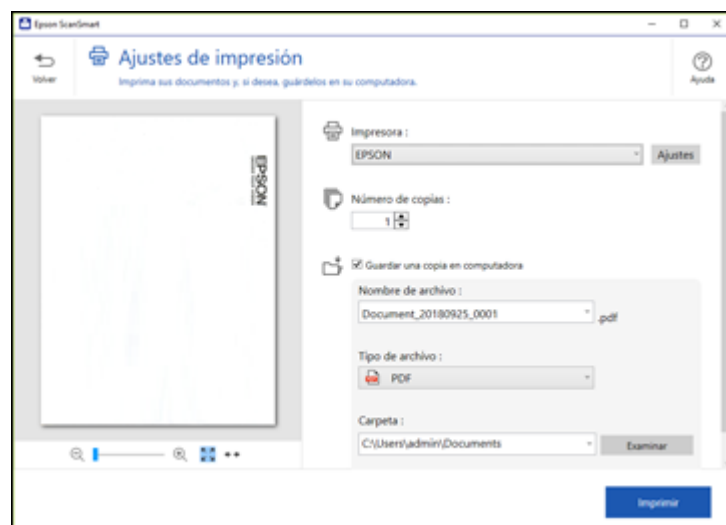 Epson ScanSmart
Volver
Ajustes de impresión
Imprima sus documentos y, si desea, guárdelos en su computadora.
Ayuda
EPSON
Impresora :
EPSON
Ajustes
Número de copias :
1
Guardar una copia en computadora
Nombre de archivo :
Document_20180925_0001
.pdf
Tipo de archivo :
PDF
Carpeta :
C:\Users\admin\Documents
Examinar
Imprimir